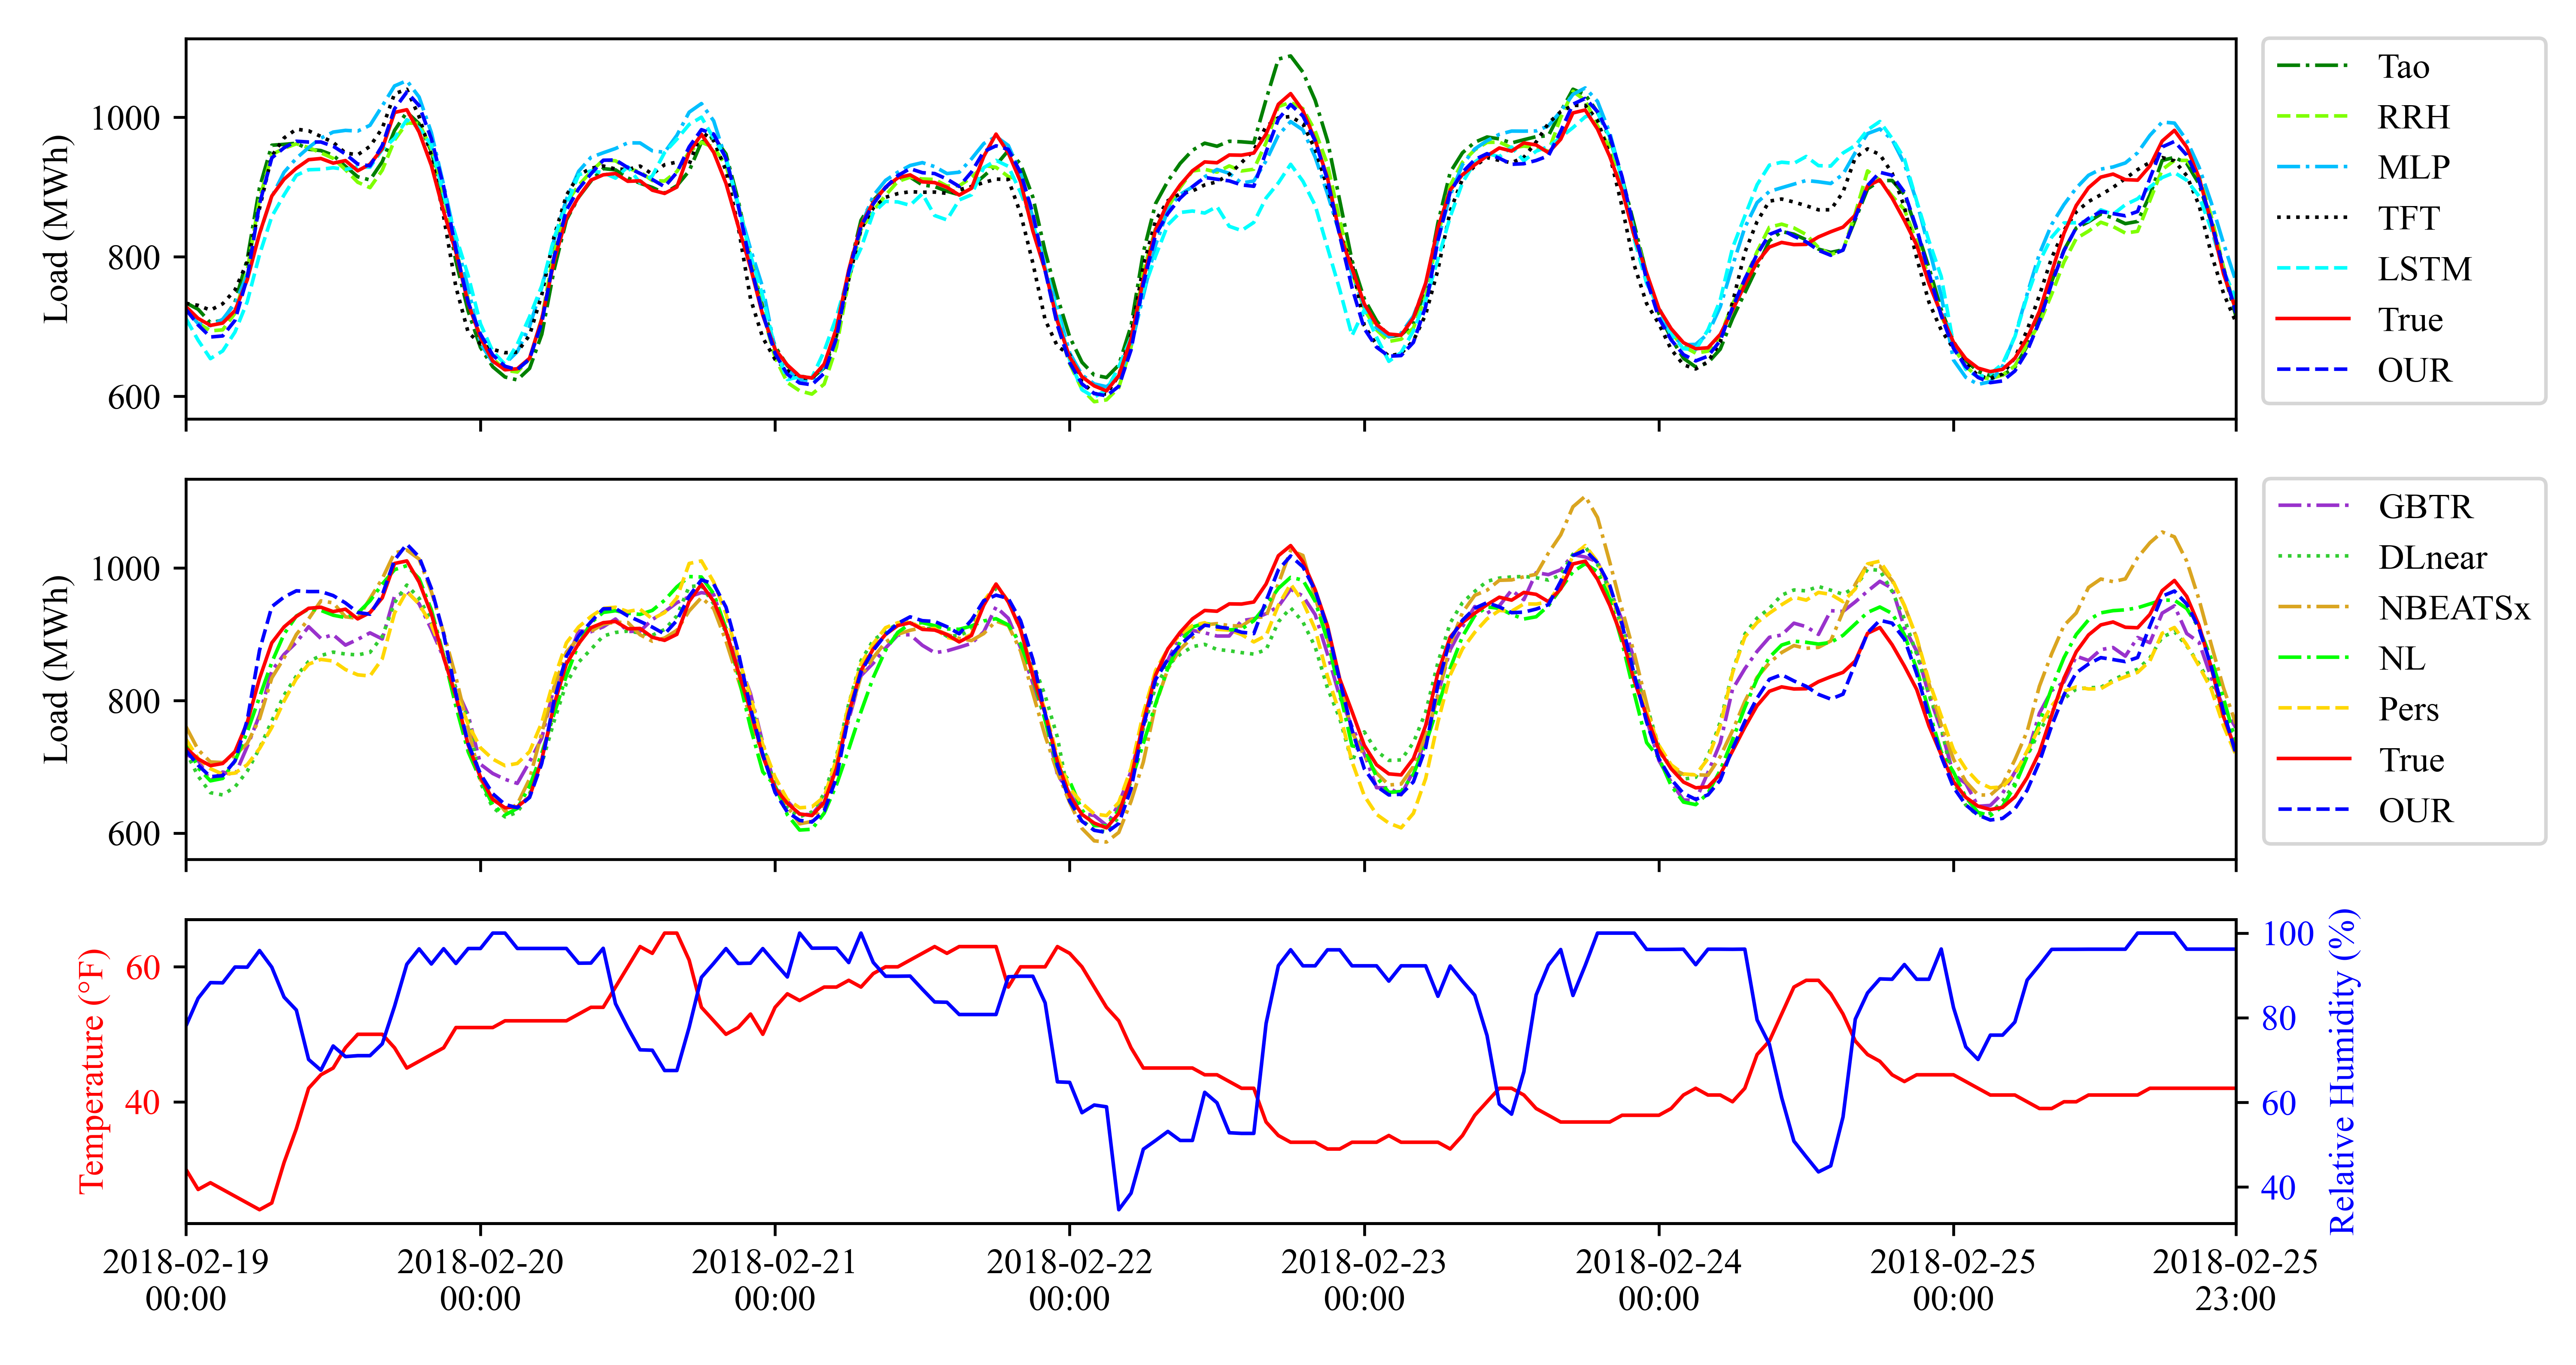 Load (MWh)
1000
800
600
Tao
RRH
MLP
TFT
LSTM
True
OUR
Load (MWh)
1000
800
600
GBTR
DLnear
NBEATSx
NL
Pers
True
OUR
Temperature (°F)
60
40
100
80
60
40
Relative Humidity (%)
2018-02-19 2018-02-20 2018-02-21 2018-02-22 2018-02-23 2018-02-24 2018-02-25 2018-02-25
00:00 00:00 00:00 00:00 00:00 00:00 00:00 23:00